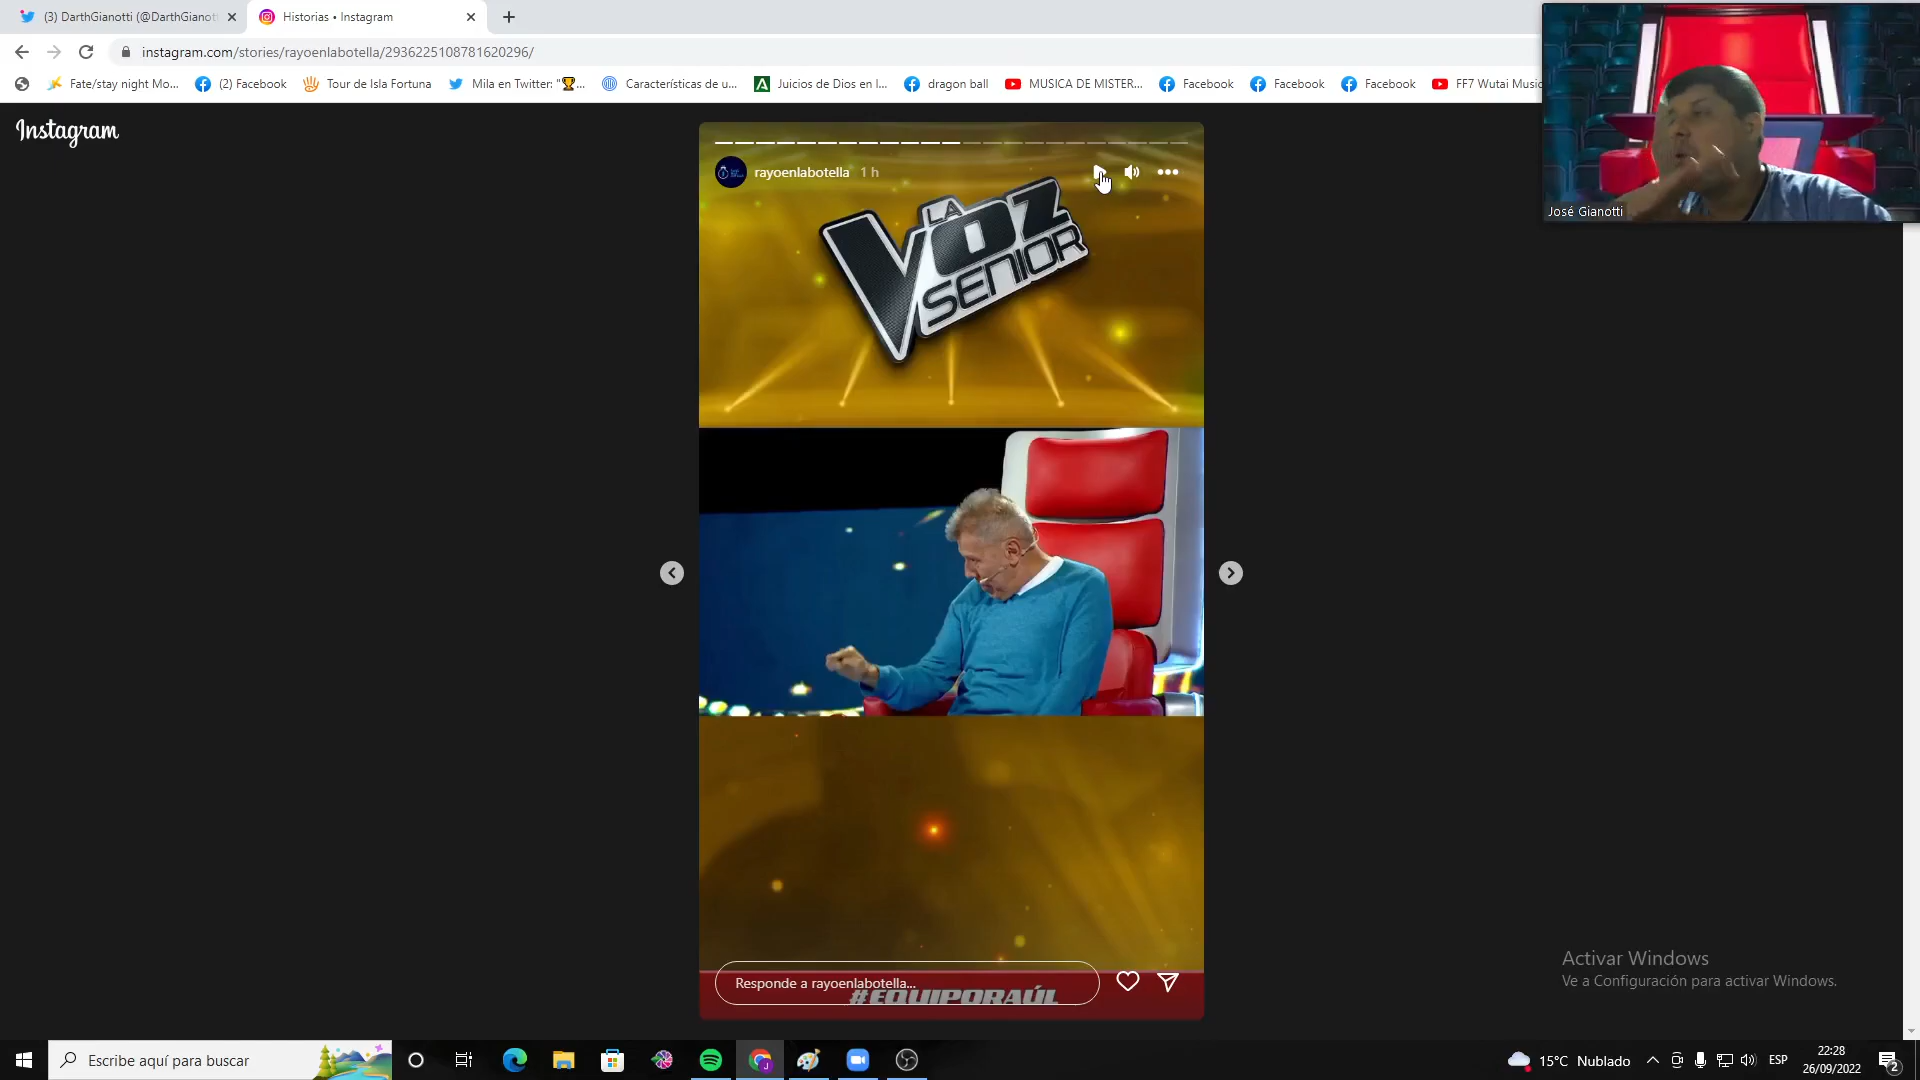 (3) DarthGianotti (@DarthGianot
Historias • Instagram
instagram.com/stories/rayoenlabotella/2936225108781620296/
Fate/stay night Mo...
(2) Facebook
Tour de Isla Fortuna
Mila en Twitter: "🏆...
Características de u...
Juicios de Dios en l...
dragon ball
MUSICA DE MISTER...
Facebook
Facebook
Facebook
FF7 Wutai Music
José Gianotti
Instagram
rayoenlabotella 1 h
LA
VOZ
SENIOR
Responde a rayoenlabotella...
#EQUIPORAÚL
Activar Windows
Ve a Configuración para activar Windows.
Escribe aquí para buscar
15°C Nublado
ESP
22:28
26/09/2022
2